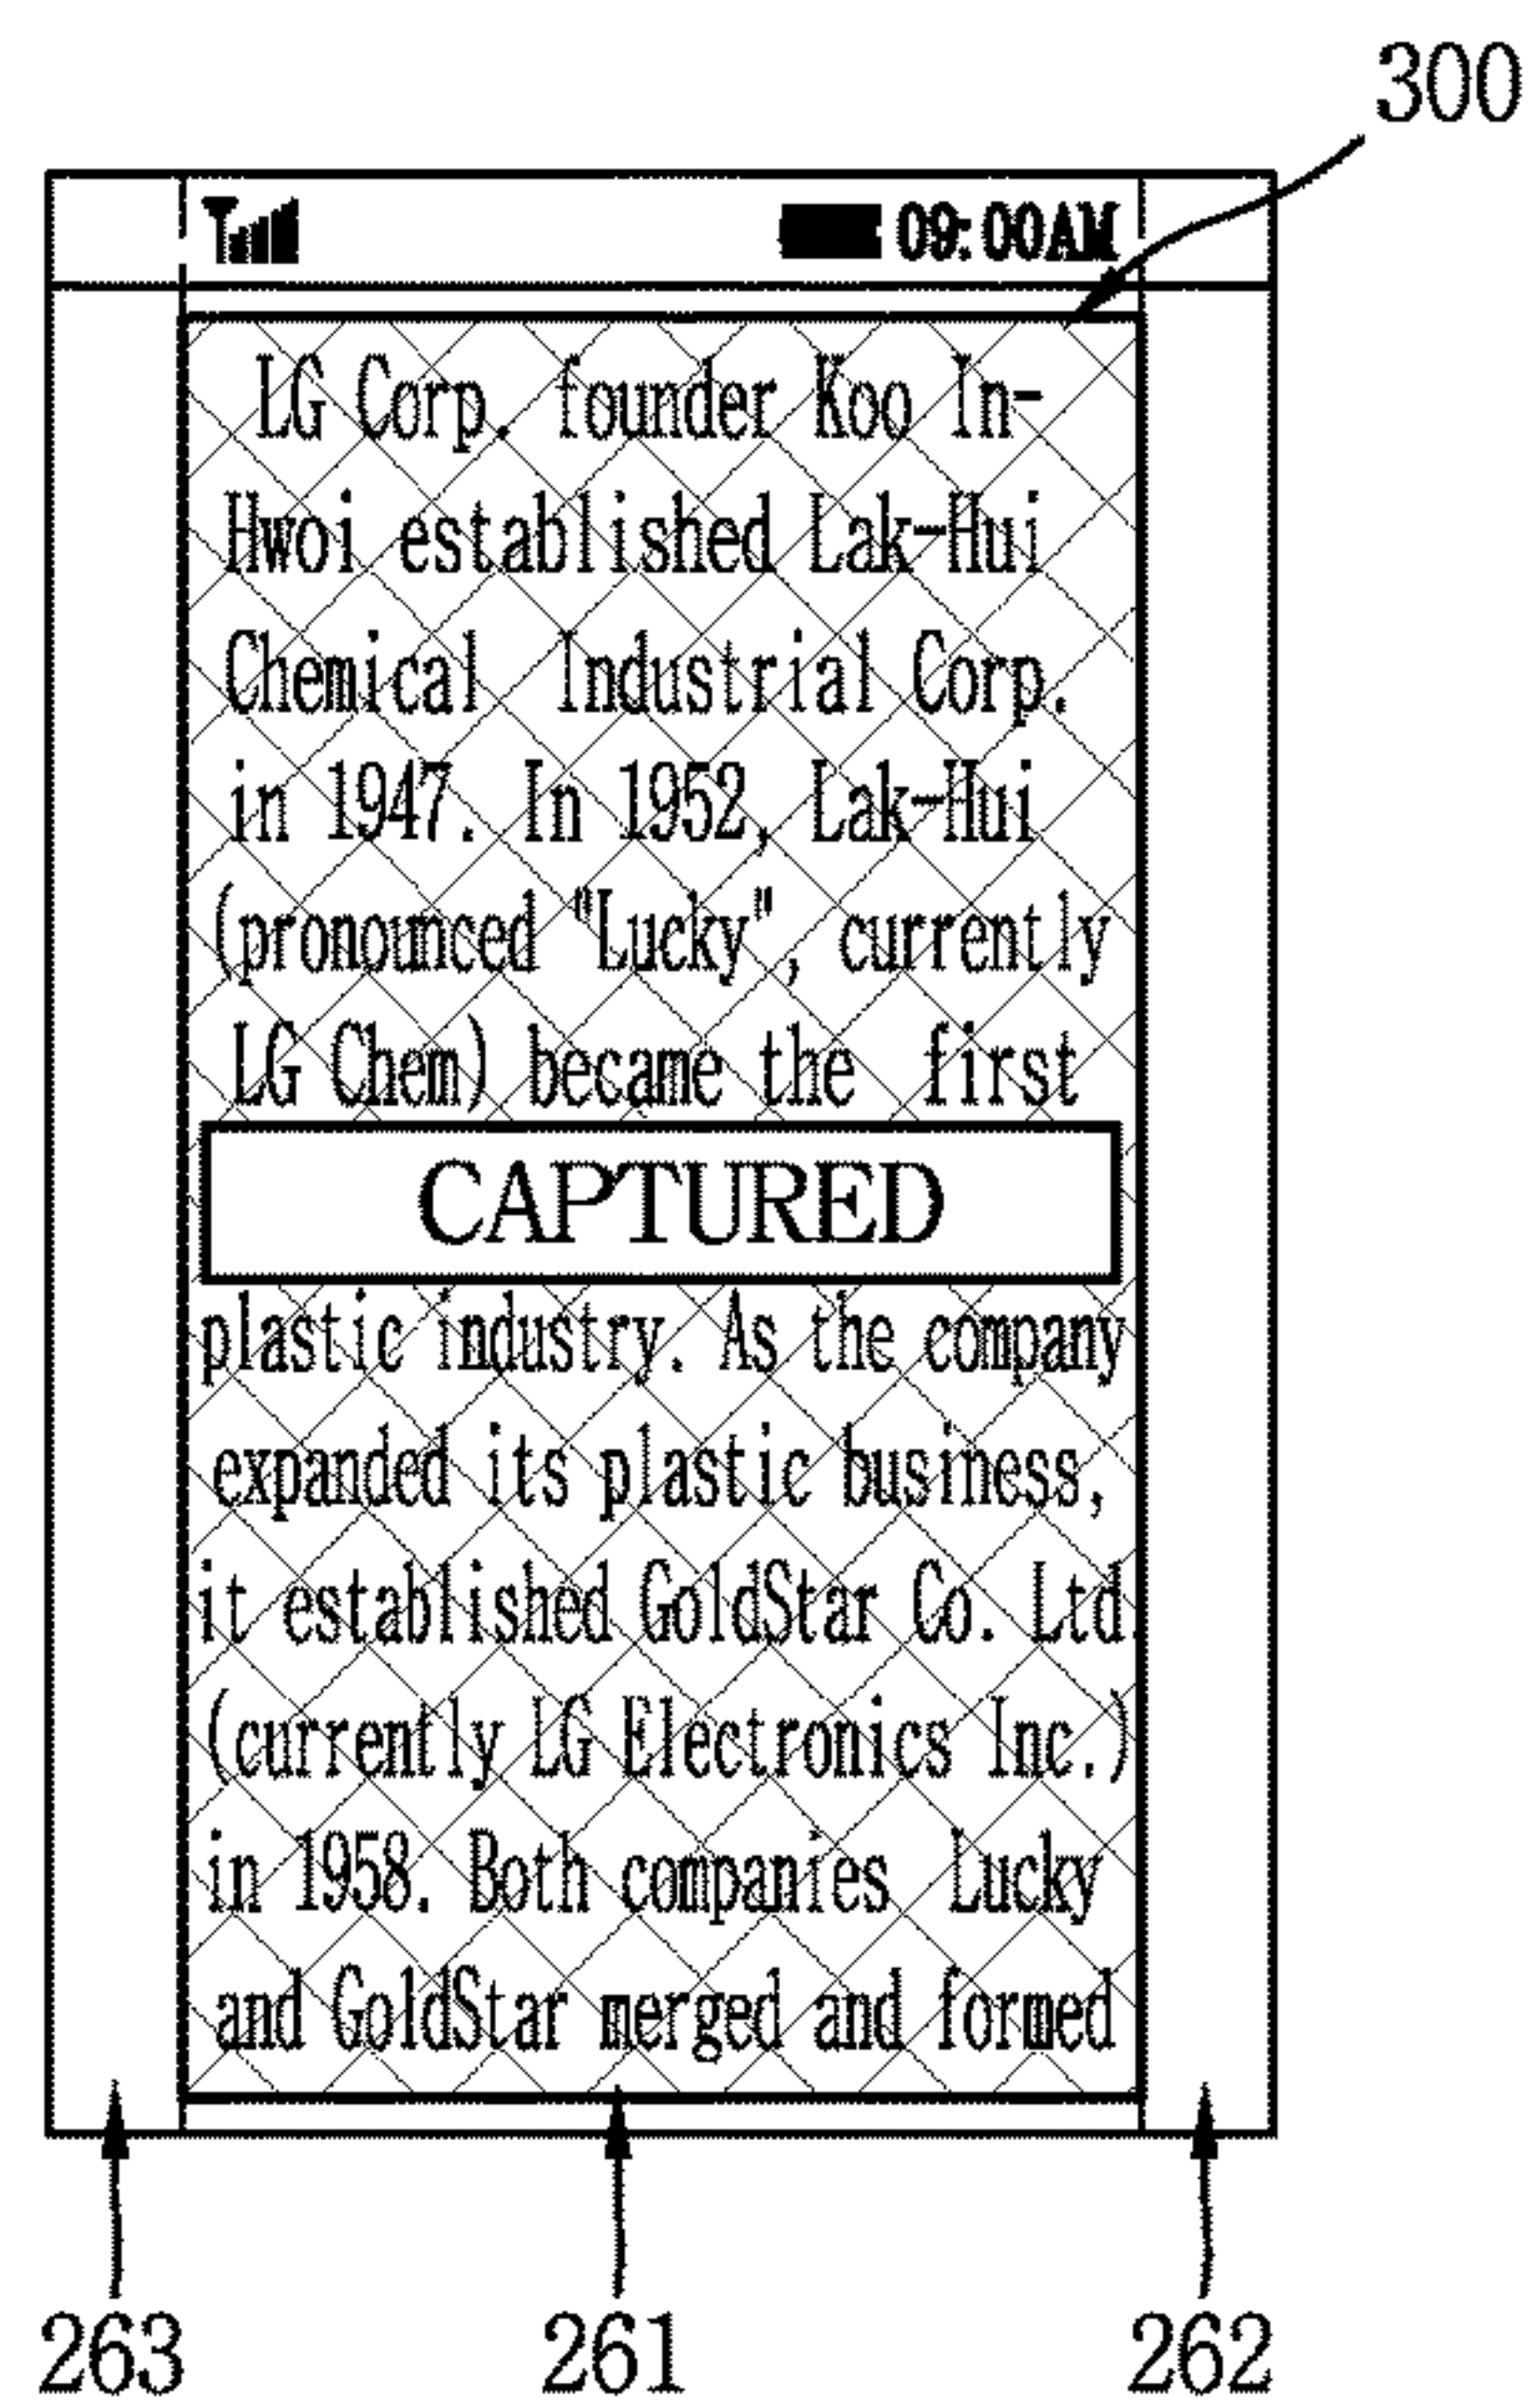 300
09:00AM
LG Corp. founder Koo In-
Hwoi established Lak-Hui
Chemical Industrial Corp.
in 1947. In 1952, Lak-Hui
(pronounced "Lucky", currently
LG Chem) became the first
CAPTURED
plastic industry. As the company
expanded its plastic business,
it established GoldStar Co. Ltd.
(currently LG Electronics Inc.)
in 1958. Both companies Lucky
and GoldStar merged and formed
263 261 262